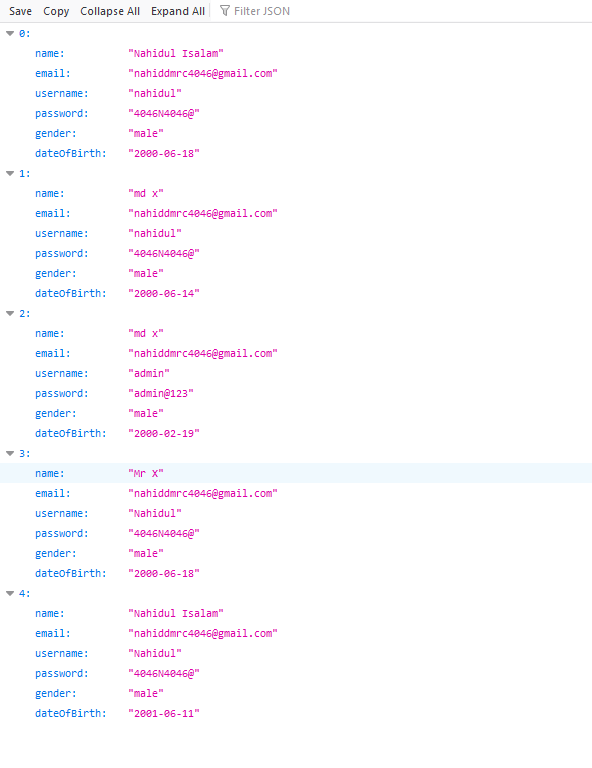 Save Copy Collapse All Expand All Filter JSON
0:
name: "Nahidul Isalam"
email: "nahiddmrc4046@gmail.com"
username: "nahidul"
password: "4046N4046@"
gender: "male"
dateOfBirth: "2000-06-18"
1:
name: "md x"
email: "nahiddmrc4046@gmail.com"
username: "nahidul"
password: "4046N4046@"
gender: "male"
dateOfBirth: "2000-06-14"
2:
name: "md x"
email: "nahiddmrc4046@gmail.com"
username: "admin"
password: "admin@123"
gender: "male"
dateOfBirth: "2000-02-19"
3:
name: "Mr X"
email: "nahiddmrc4046@gmail.com"
username: "Nahidul"
password: "4046N4046@"
gender: "male"
dateOfBirth: "2000-06-18"
4:
name: "Nahidul Isalam"
email: "nahiddmrc4046@gmail.com"
username: "Nahidul"
password: "4046N4046@"
gender: "male"
dateOfBirth: "2001-06-11"